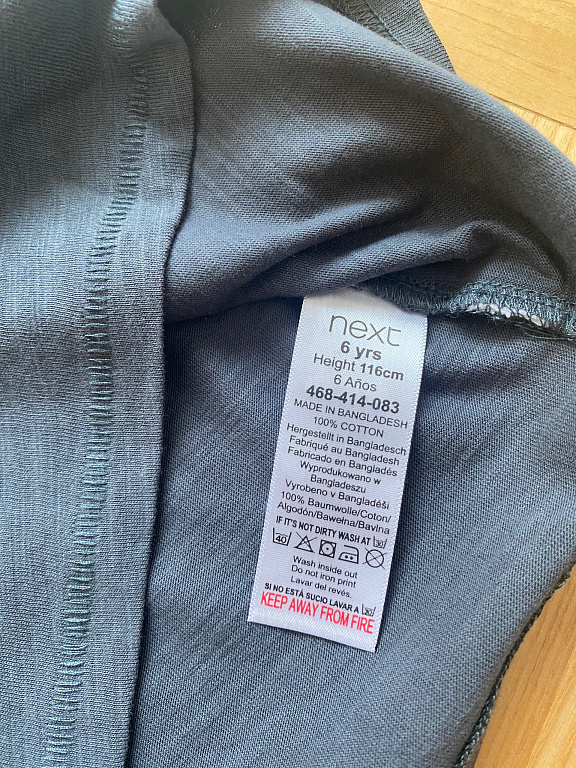 next
6 yrs
Height 116cm
6 Años
468-414-083
MADE IN BANGLADESH
100% COTTON
Hergestellt in Bangladesch
Fabriqué au Bangladesh
Fabricado en Bangladés
Wyprodukowano w
Bangladeszu
Vyrobeno v Bangladéši
100% Baumwolle/Coton/
Algodón/Bawełna/Bavlna
IF IT'S NOT DIRTY WASH AT 30
40
Wash inside out
Do not iron print
Lavar del revés.
SI NO ESTÁ SUCIO LAVAR A 30
KEEP AWAY FROM FIRE